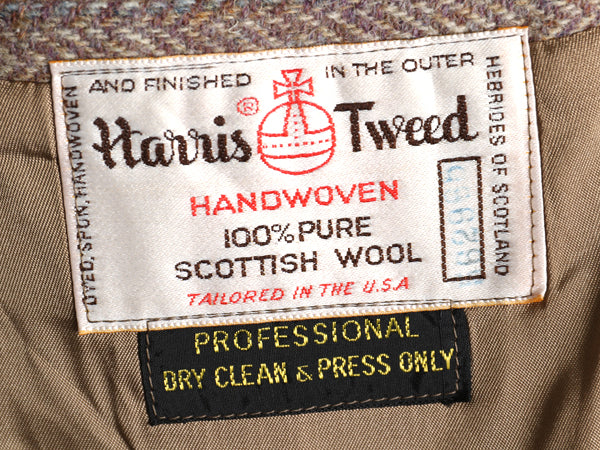 DYED, SPUN, HANDWOVEN
AND FINISHED
IN THE OUTER
HEBRIDES OF SCOTLAND
®
Harris Tweed
HANDWOVEN
100% PURE
SCOTTISH WOOL
TAILORED IN THE U.S.A
PROFESSIONAL
DRY CLEAN & PRESS ONLY